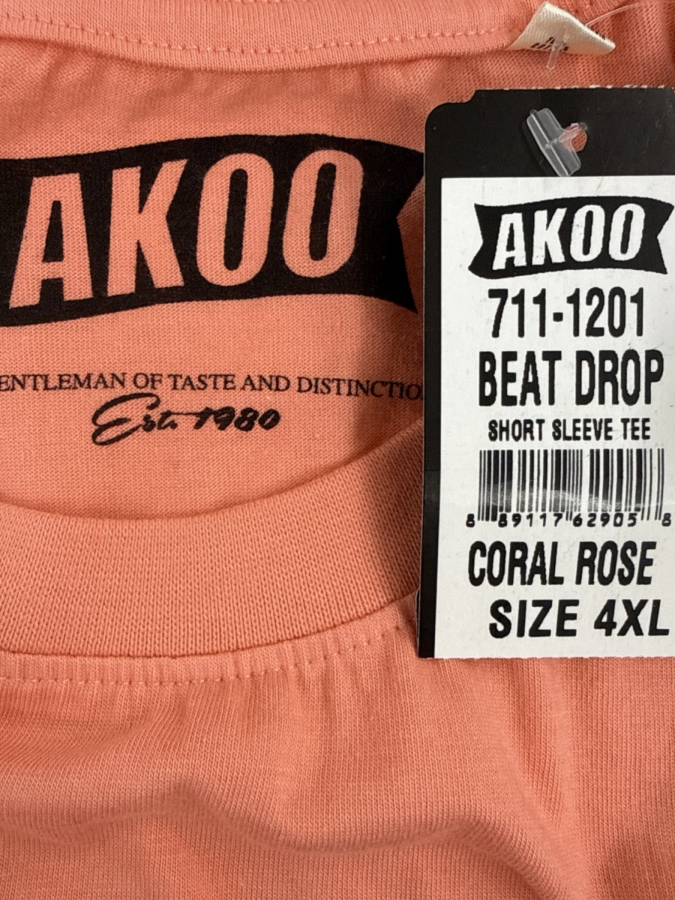 AKOO
ENTLEMAN OF TASTE AND DISTINCTIO
Est. 1980
AKOO
711-1201
BEAT DROP
SHORT SLEEVE TEE
8 89117 62905 8
CORAL ROSE
SIZE 4XL